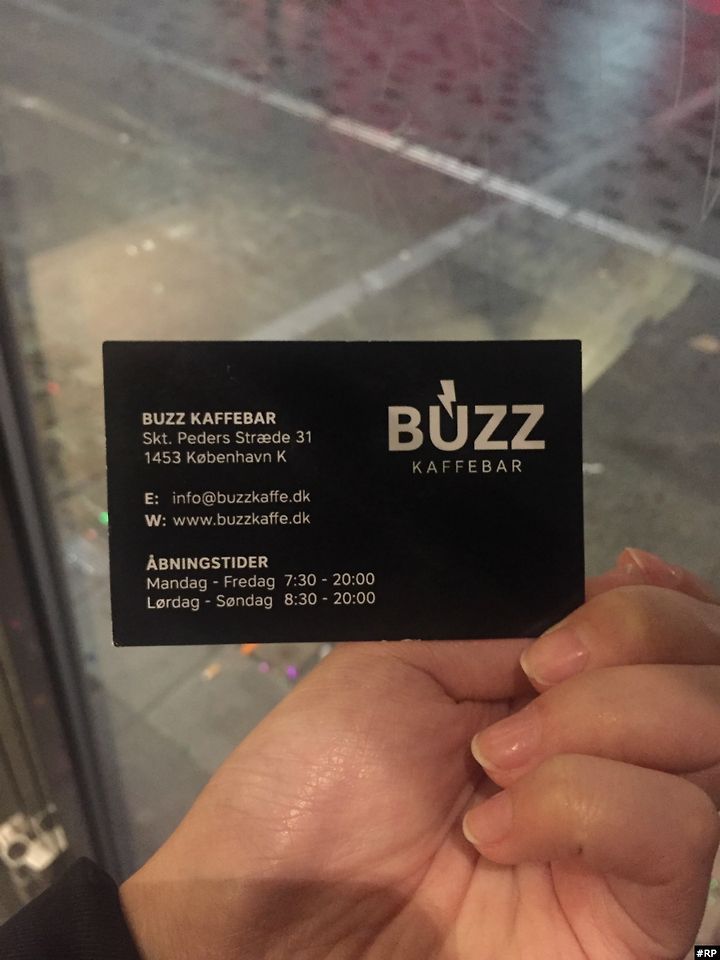 BUZZ KAFFEBAR
Skt. Peders Stræde 31
1453 København K
E: info@buzzkaffe.dk
W: www.buzzkaffe.dk
ÅBNINGSTIDER
Mandag - Fredag 7:30 - 20:00
Lørdag - Søndag 8:30 - 20:00
BUZZ
KAFFEBAR
#RP